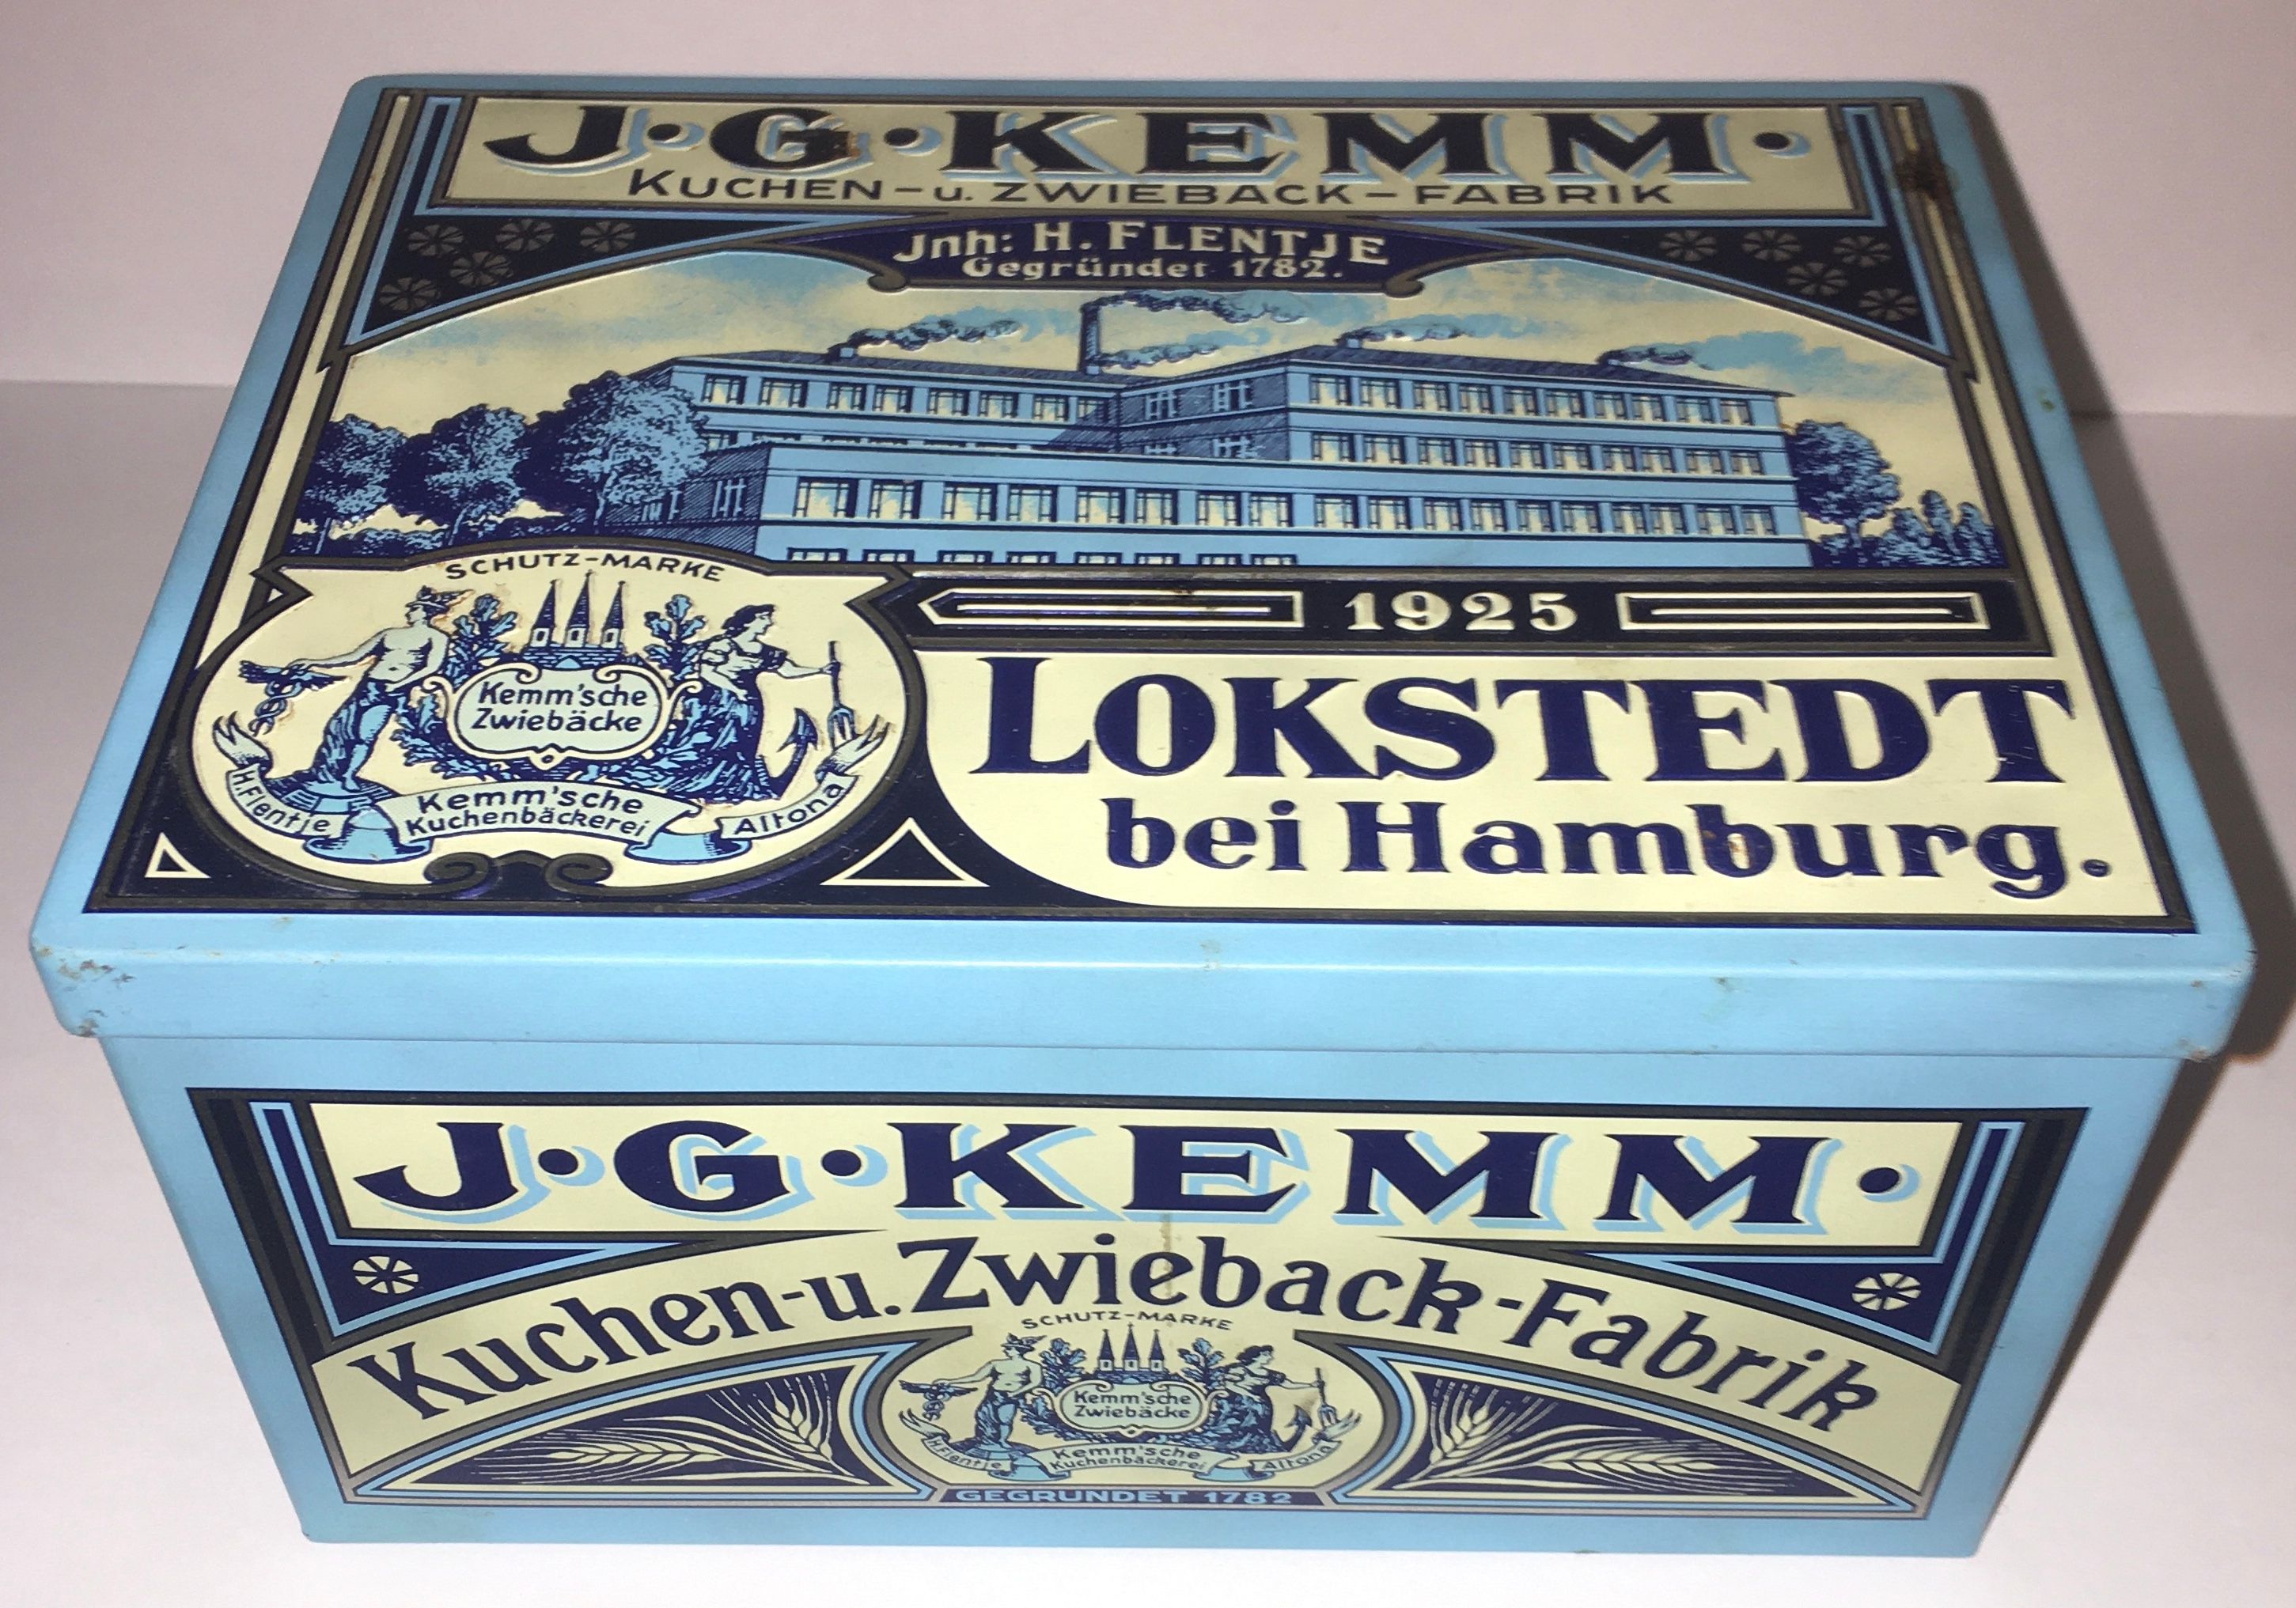 J·G·KEMM·
KUCHEN-u. ZWIEBACK-FABRIK
Jnh: H. FLENTJE
Gegründet 1782.
SCHUTZ-MARKE
Kemm'sche
Zwiebäcke
H. Flentje
Kemm'sche
Kuchenbäckerei
Altona
1925
LOKSTEDT
bei Hamburg.
J·G·KEMM·
Kuchen-u. Zwieback-Fabrik
SCHUTZ-MARKE
Kemm'sche
Zwiebäcke
H. Flentje
Kemm'sche
Kuchenbäckerei
Altona
GEGRÜNDET 1782